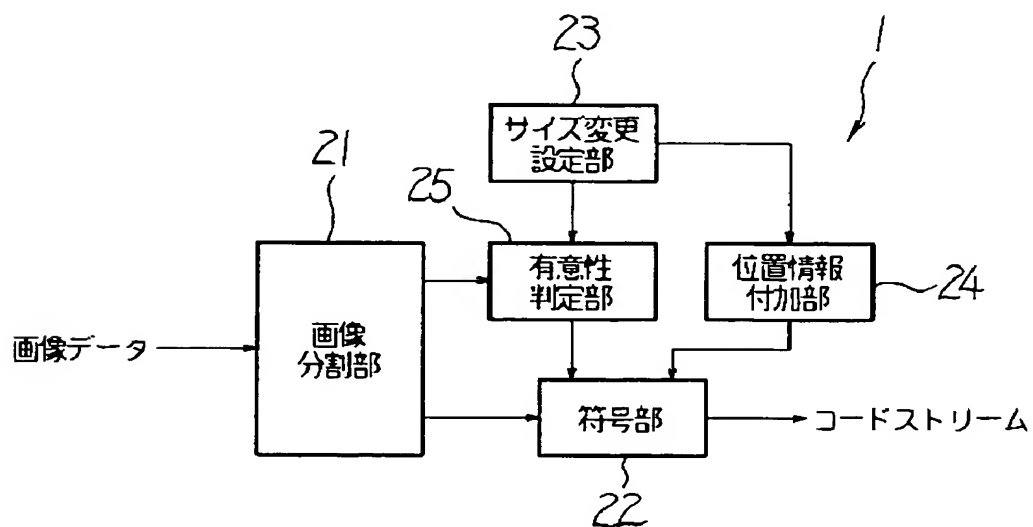 23
1
サイズ変更
設定部
21
25
有意性
判定部
位置情報
付加部
24
画像データ
画像
分割部
符号部
コードストリーム
22